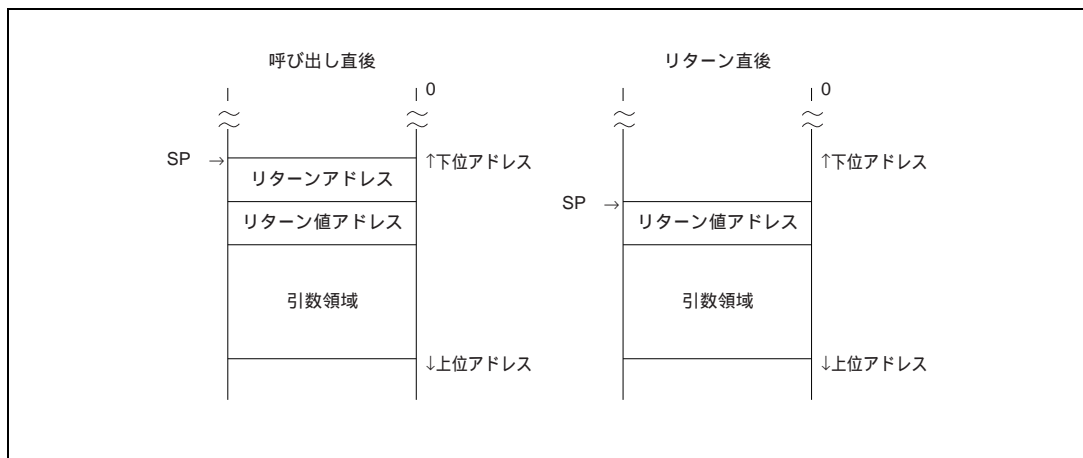 呼び出し直後
0
SP →
↑下位アドレス
リターンアドレス
リターン値アドレス
引数領域
↓上位アドレス
リターン直後
0
↑下位アドレス
SP →
リターン値アドレス
引数領域
↓上位アドレス